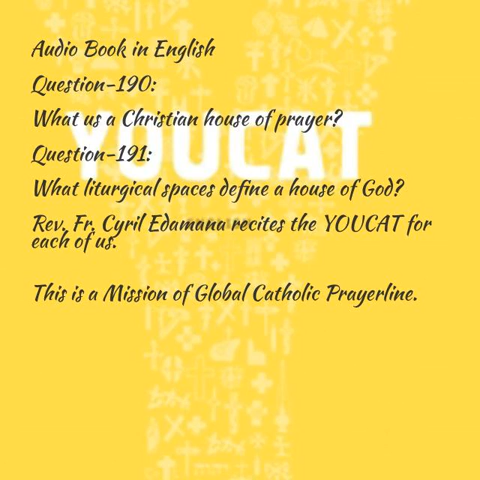 Audio Book in English
Question-190:
What us a Christian house of prayer?
YOUCAT
Question-191:
What liturgical spaces define a house of God?
Rev. Fr. Cyril Edamana recites the YOUCAT for
each of us.
This is a Mission of Global Catholic Prayerline.